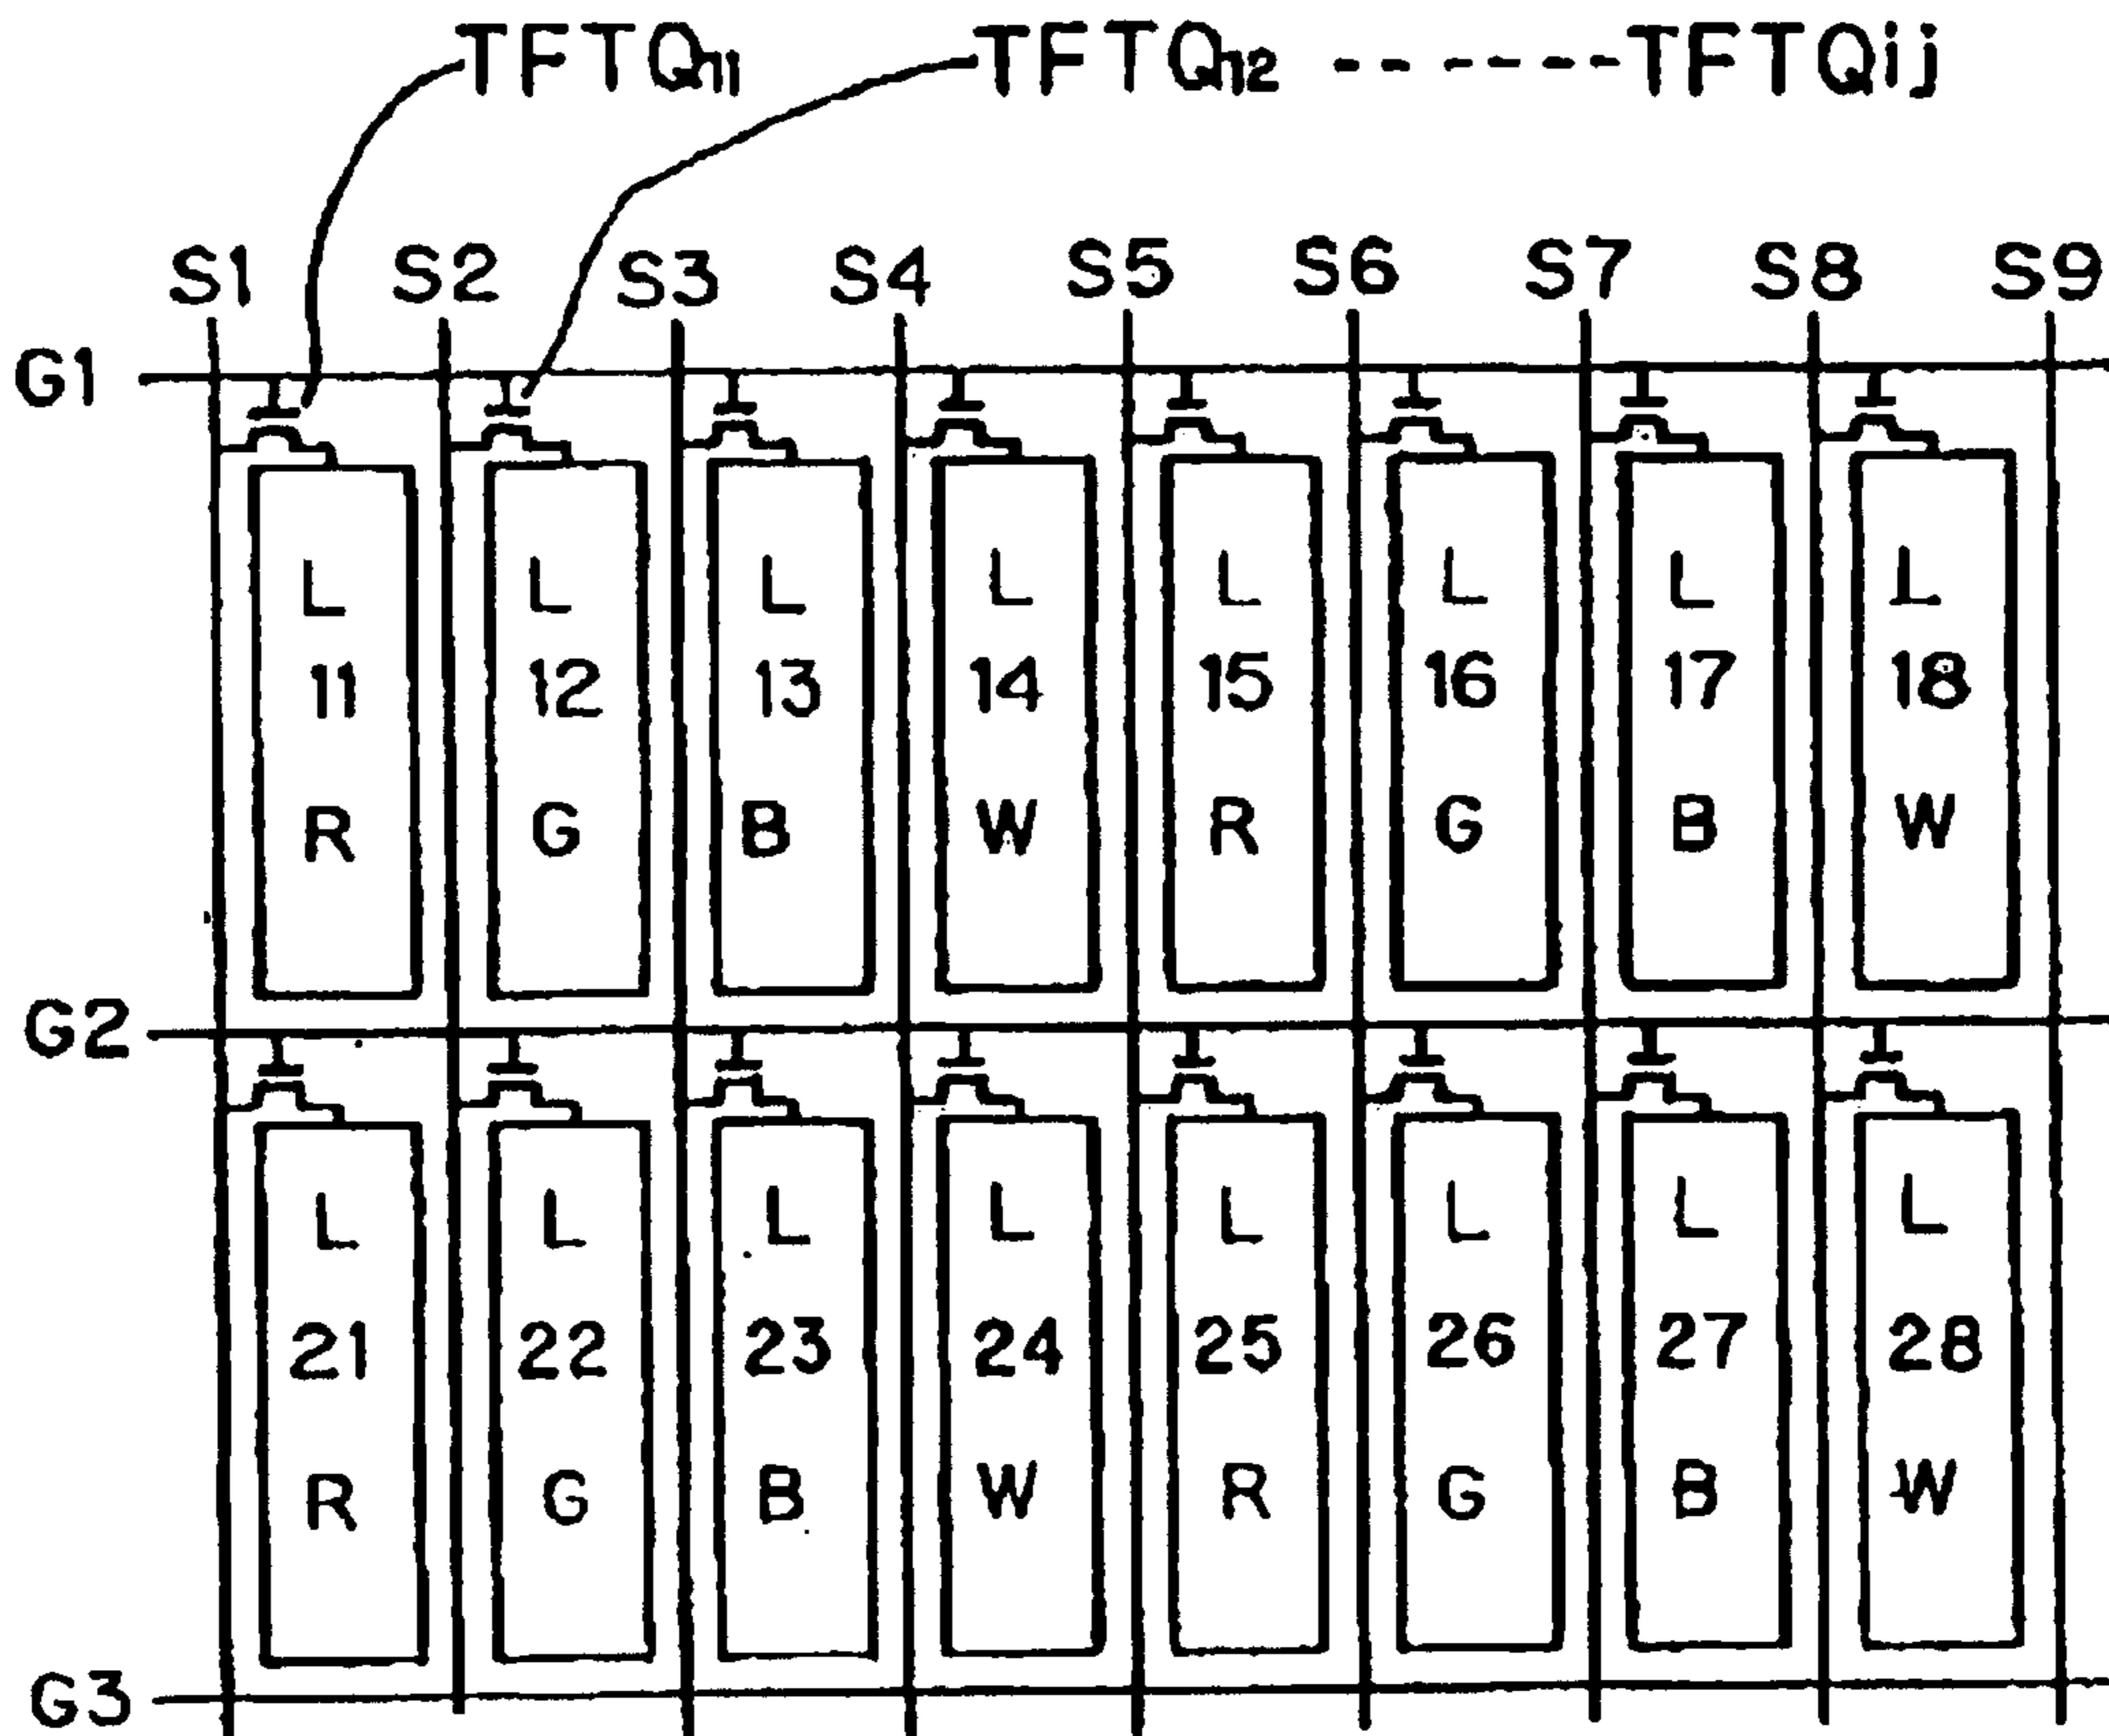 TFTQ11 TFTQ12 -------TFTQij
S1 S2 S3 S4 S5 S6 S7 S8 S9
G1
L L L L L L L L
11 12 13 14 15 16 17 18
R G B W R G B W
G2
L L L L L L L L
21 22 23 24 25 26 27 28
R G B W R G B W
G3